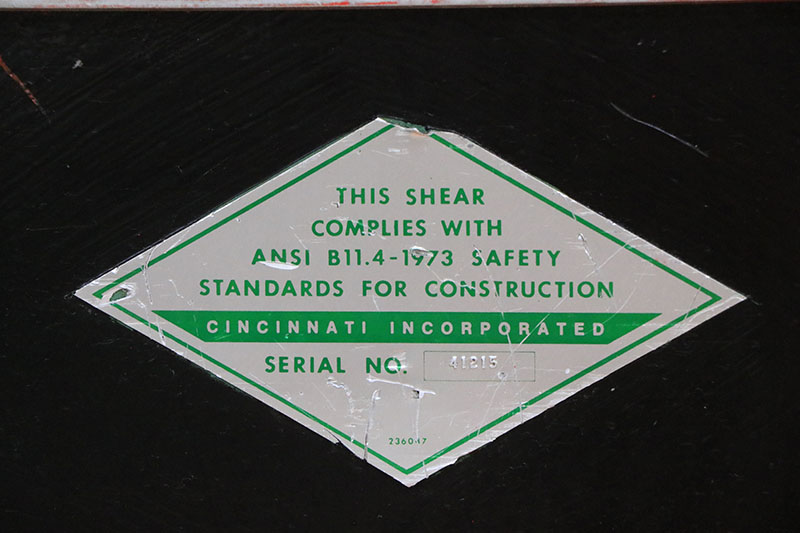 THIS SHEAR
COMPLIES WITH
ANSI B11.4-1973 SAFETY
STANDARDS FOR CONSTRUCTION
CINCINNATI INCORPORATED
SERIAL NO. 41215
236047